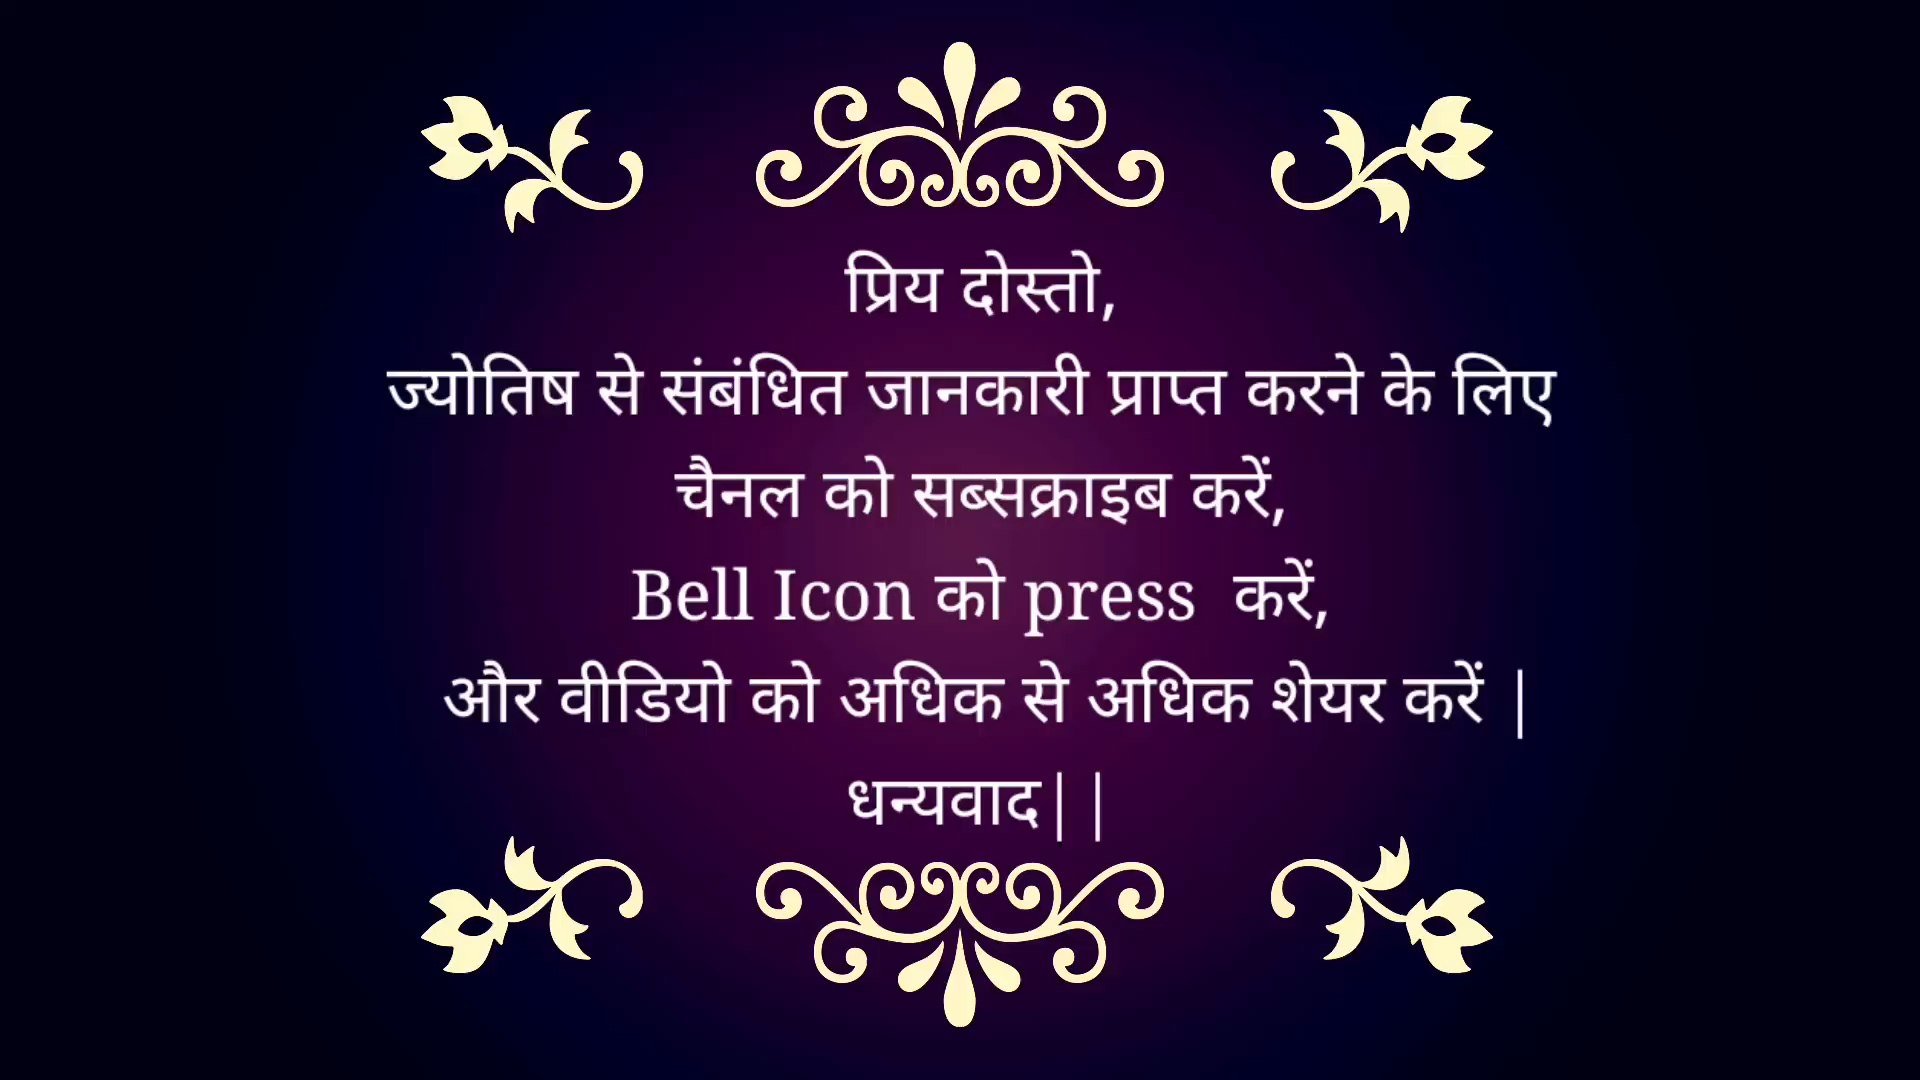 प्रिय दोस्तो,
ज्योतिष से संबंधित जानकारी प्राप्त करने के लिए
चैनल को सब्सक्राइब करें,
Bell Icon को press  करें,
और वीडियो को अधिक से अधिक शेयर करें |
धन्यवाद||